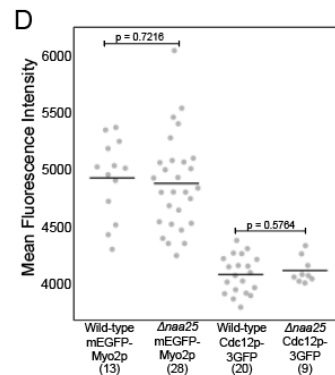 D
p = 0.7216
6000
5500
5000
4500
4000
Mean Fluorescence Intensity
p = 0.5764
Wild-type Δnaa25 Wild-type Δnaa25
mEGFP- mEGFP- Cdc12p- Cdc12p-
Myo2p Myo2p 3GFP 3GFP
(13) (28) (20) (9)